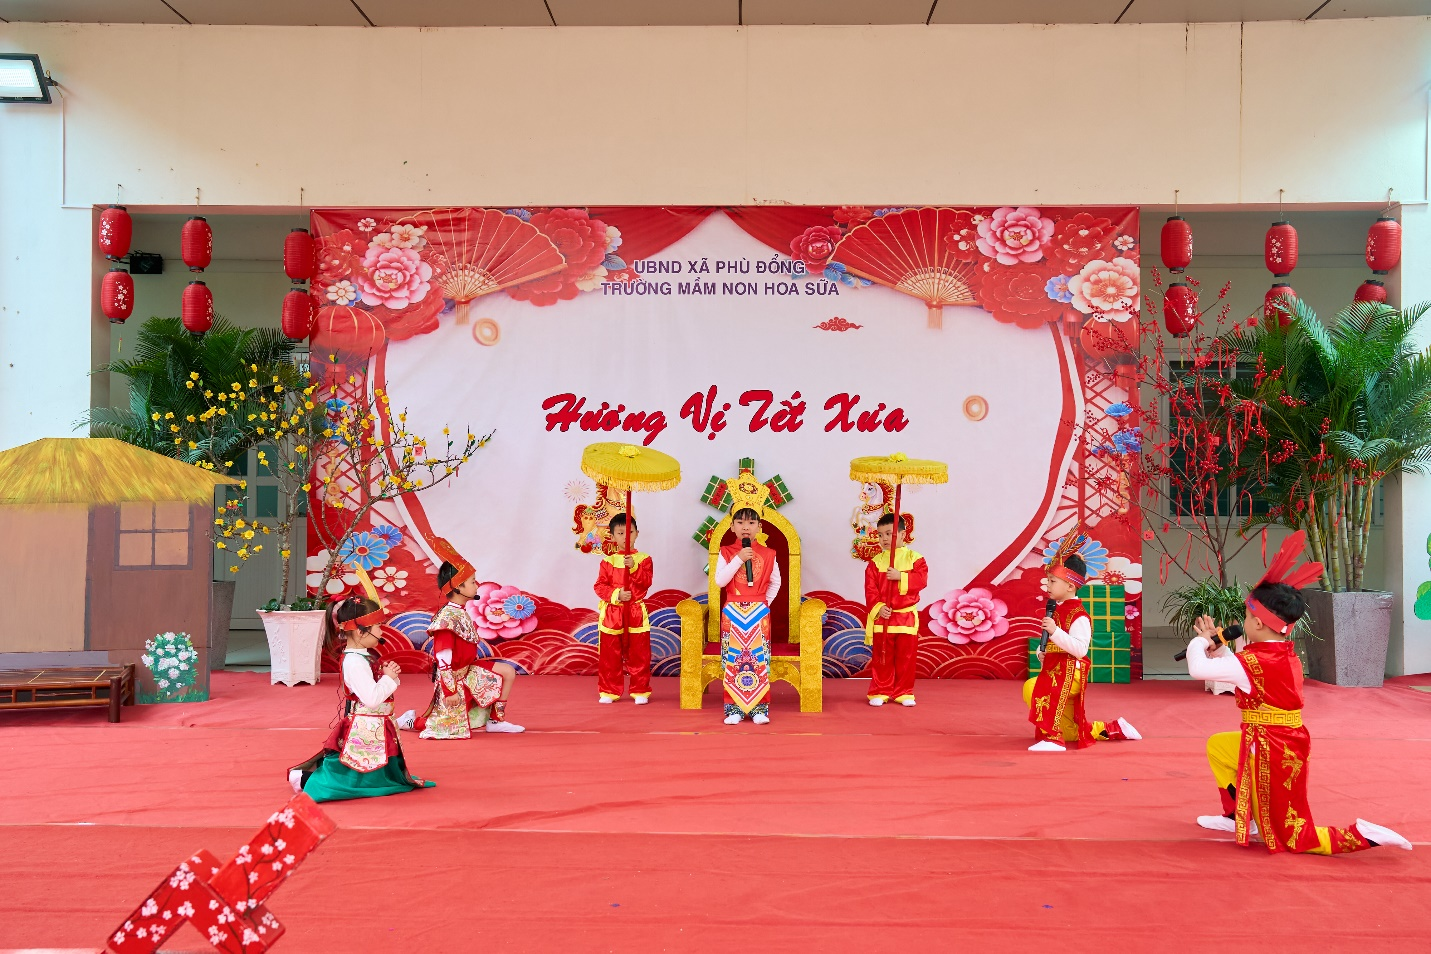 UBND XÃ PHÙ ĐỔNG
TRƯỜNG MẦM NON HOA SỮA
Hương Vị Tết Xưa